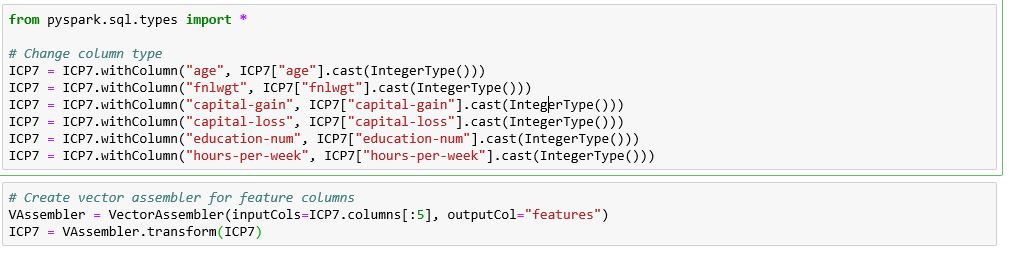 from pyspark.sql.types import *
# Change column type
ICP7 = ICP7.withColumn("age", ICP7["age"].cast(IntegerType()))
ICP7 = ICP7.withColumn("fnlwgt", ICP7["fnlwgt"].cast(IntegerType()))
ICP7 = ICP7.withColumn("capital-gain", ICP7["capital-gain"].cast(IntegerType()))
ICP7 = ICP7.withColumn("capital-loss", ICP7["capital-loss"].cast(IntegerType()))
ICP7 = ICP7.withColumn("education-num", ICP7["education-num"].cast(IntegerType()))
ICP7 = ICP7.withColumn("hours-per-week", ICP7["hours-per-week"].cast(IntegerType()))
# Create vector assembler for feature columns
VAssembler = VectorAssembler(inputCols=ICP7.columns[:5], outputCol="features")
ICP7 = VAssembler.transform(ICP7)